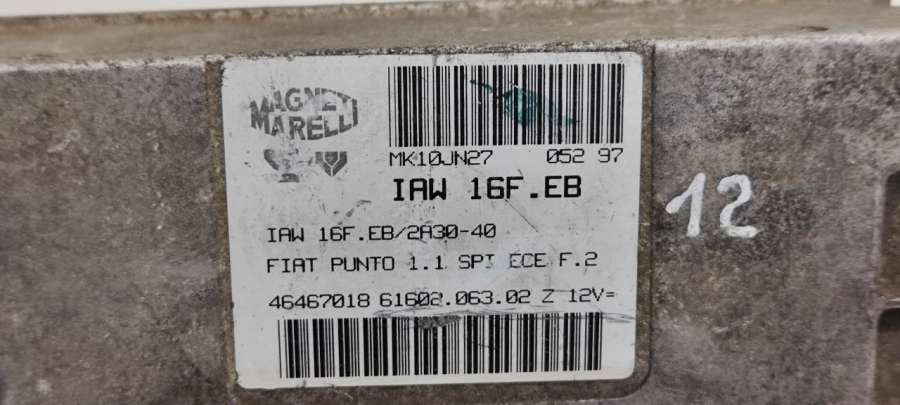 MAGNETI
MARELLI
MK10JN27 052 97
IAW 16F.EB
IAW 16F.EB/2A30-40
FIAT PUNTO 1.1 SPI ECE F.2
46467018 61602.063.02 Z 12V=
12